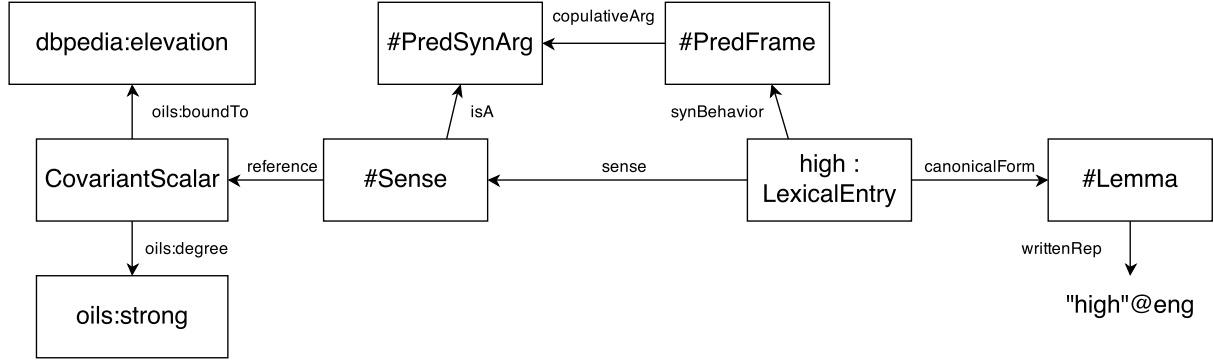 copulativeArg
dbpedia:elevation
#PredSynArg
#PredFrame
oils:boundTo
isA
synBehavior
CovariantScalar
reference
#Sense
sense
high :
LexicalEntry
canonicalForm
#Lemma
oils:degree
writtenRep
oils:strong
"high"@eng